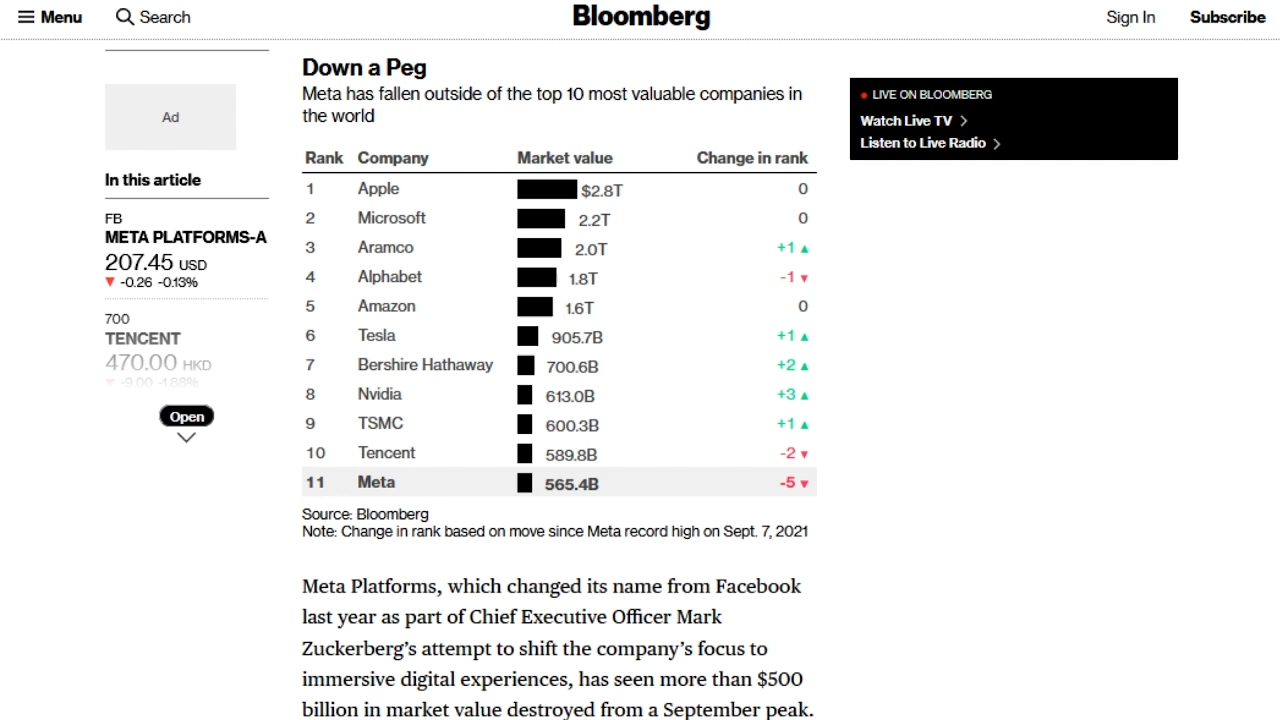 Menu
Search
Bloomberg
Sign In
Subscribe
Ad
In this article
FB
META PLATFORMS-A
207.45 USD
▼ -0.26 -0.13%
700
TENCENT
470.00 HKD
▼ -9.00 -1.88%
Open
Down a Peg
Meta has fallen outside of the top 10 most valuable companies in
the world
Rank Company Market value Change in rank
1 Apple $2.8T 0
2 Microsoft 2.2T 0
3 Aramco 2.0T +1 ▲
4 Alphabet 1.8T -1 ▼
5 Amazon 1.6T 0
6 Tesla 905.7B +1 ▲
7 Bershire Hathaway 700.6B +2 ▲
8 Nvidia 613.0B +3 ▲
9 TSMC 600.3B +1 ▲
10 Tencent 589.8B -2 ▼
11 Meta 565.4B -5 ▼
Source: Bloomberg
Note: Change in rank based on move since Meta record high on Sept. 7, 2021
Meta Platforms, which changed its name from Facebook
last year as part of Chief Executive Officer Mark
Zuckerberg’s attempt to shift the company’s focus to
immersive digital experiences, has seen more than $500
billion in market value destroyed from a September peak.
LIVE ON BLOOMBERG
Watch Live TV
Listen to Live Radio